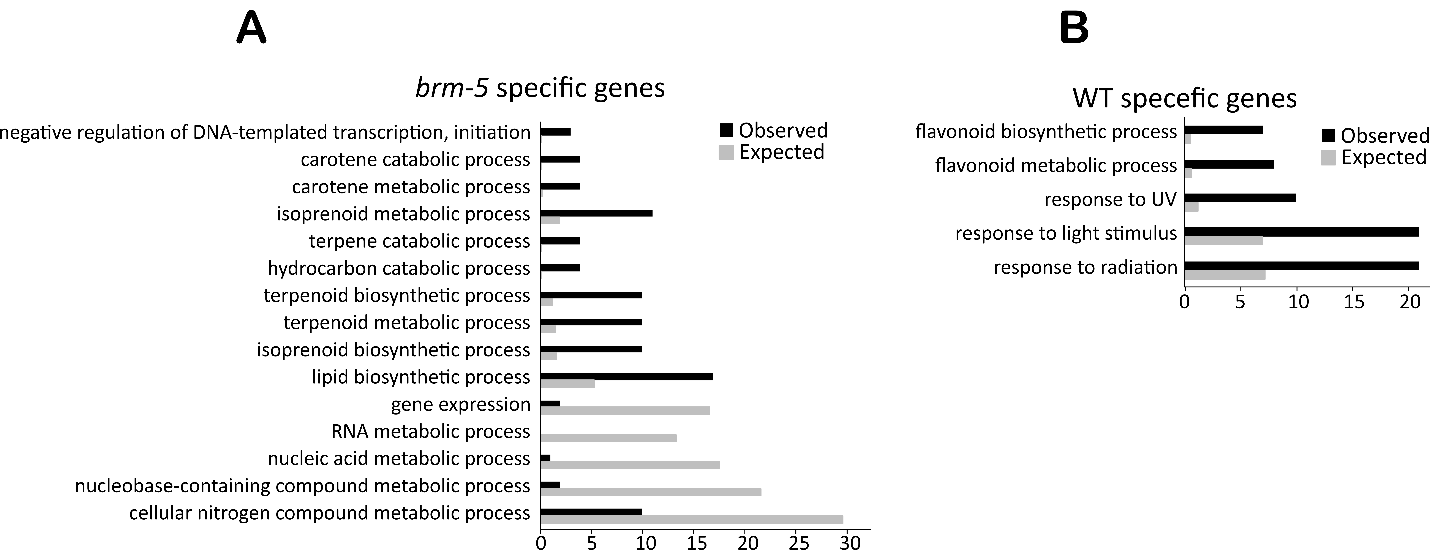 A
brm-5 specific genes
negative regulation of DNA-templated transcription, initiation
carotene catabolic process
carotene metabolic process
isoprenoid metabolic process
terpene catabolic process
hydrocarbon catabolic process
terpenoid biosynthetic process
terpenoid metabolic process
isoprenoid biosynthetic process
lipid biosynthetic process
gene expression
RNA metabolic process
nucleic acid metabolic process
nucleobase-containing compound metabolic process
cellular nitrogen compound metabolic process
Observed
Expected
0 5 10 15 20 25 30
B
WT specefic genes
flavonoid biosynthetic process
flavonoid metabolic process
response to UV
response to light stimulus
response to radiation
Observed
Expected
0 5 10 15 20